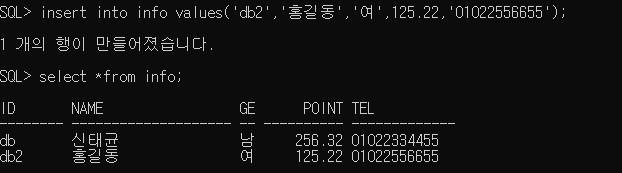 SQL> insert into info values('db2','홍길동','여',125.22,'01022556655');
1 개의 행이 만들어졌습니다.
SQL> select *from info;
ID NAME GE POINT TEL
-------- -------------------- -- ---------- -------------
db 신태균 남 256.32 01022334455
db2 홍길동 여 125.22 01022556655